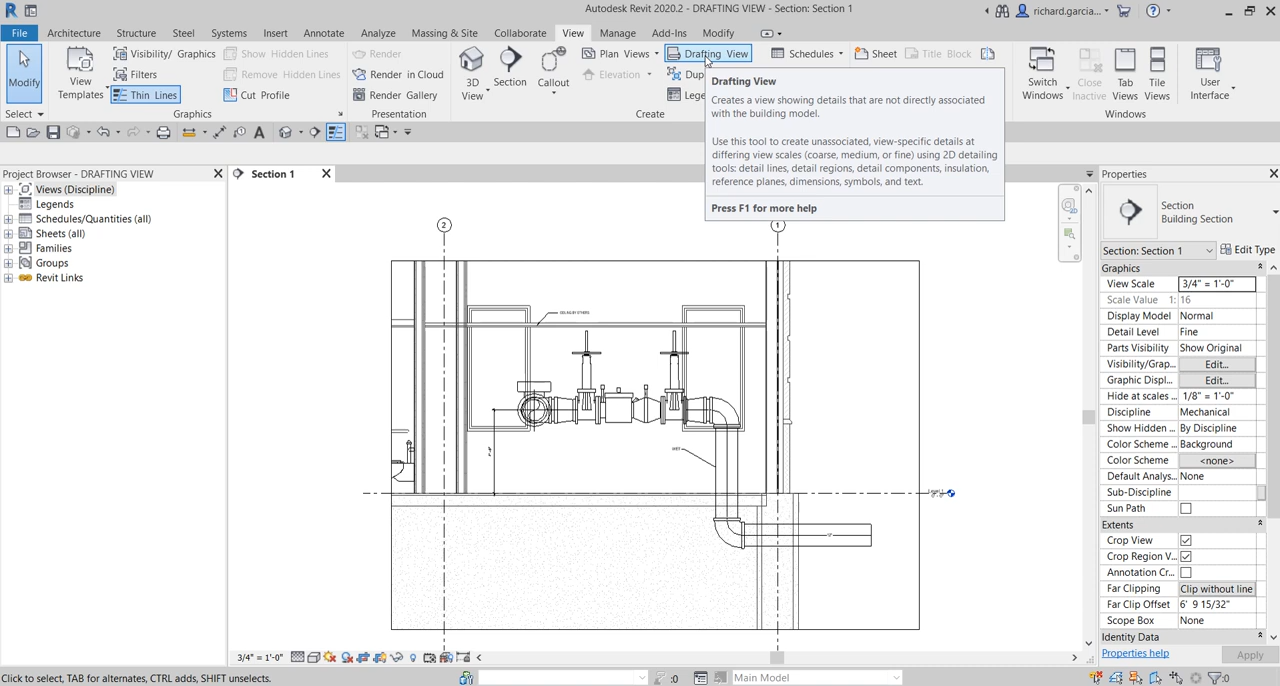 Autodesk Revit 2020.2 - DRAFTING VIEW - Section: Section 1
richard.garcia...
File Architecture Structure Steel Systems Insert Annotate Analyze Massing & Site Collaborate View Manage Add-Ins Modify
Modify
Select
View
Templates
Visibility/ Graphics
Filters
Thin Lines
Show Hidden Lines
Remove Hidden Lines
Cut Profile
Graphics
Render
Render in Cloud
Render Gallery
Presentation
3D
View
Section
Callout
Plan Views
Elevation
Drafting View
Dup
Lege
Schedules
Sheet
Title Block
Create
Switch
Windows
Close
Inactive
Tab
Views
Tile
Views
User
Interface
Windows
Drafting View
Creates a view showing details that are not directly associated
with the building model.
Use this tool to create unassociated, view-specific details at
differing view scales (coarse, medium, or fine) using 2D detailing
tools: detail lines, detail regions, detail components, insulation,
reference planes, dimensions, symbols, and text.
Press F1 for more help
Project Browser - DRAFTING VIEW
Views (Discipline)
Legends
Schedules/Quantities (all)
Sheets (all)
Families
Groups
Revit Links
Section 1
2
1
Properties
Section
Building Section
Section: Section 1 Edit Type
Graphics
View Scale 3/4" = 1'-0"
Scale Value 1: 16
Display Model Normal
Detail Level Fine
Parts Visibility Show Original
Visibility/Grap... Edit...
Graphic Displ... Edit...
Hide at scales ... 1/8" = 1'-0"
Discipline Mechanical
Show Hidden ... By Discipline
Color Scheme ... Background
Color Scheme <none>
Default Analys... None
Sub-Discipline
Sun Path
Extents
Crop View
Crop Region V...
Annotation Cr...
Far Clipping Clip without line
Far Clip Offset 6' 9 15/32"
Scope Box None
Identity Data
Properties help Apply
3/4" = 1'-0"
Click to select, TAB for alternates, CTRL adds, SHIFT unselects.
:0
Main Model
:0